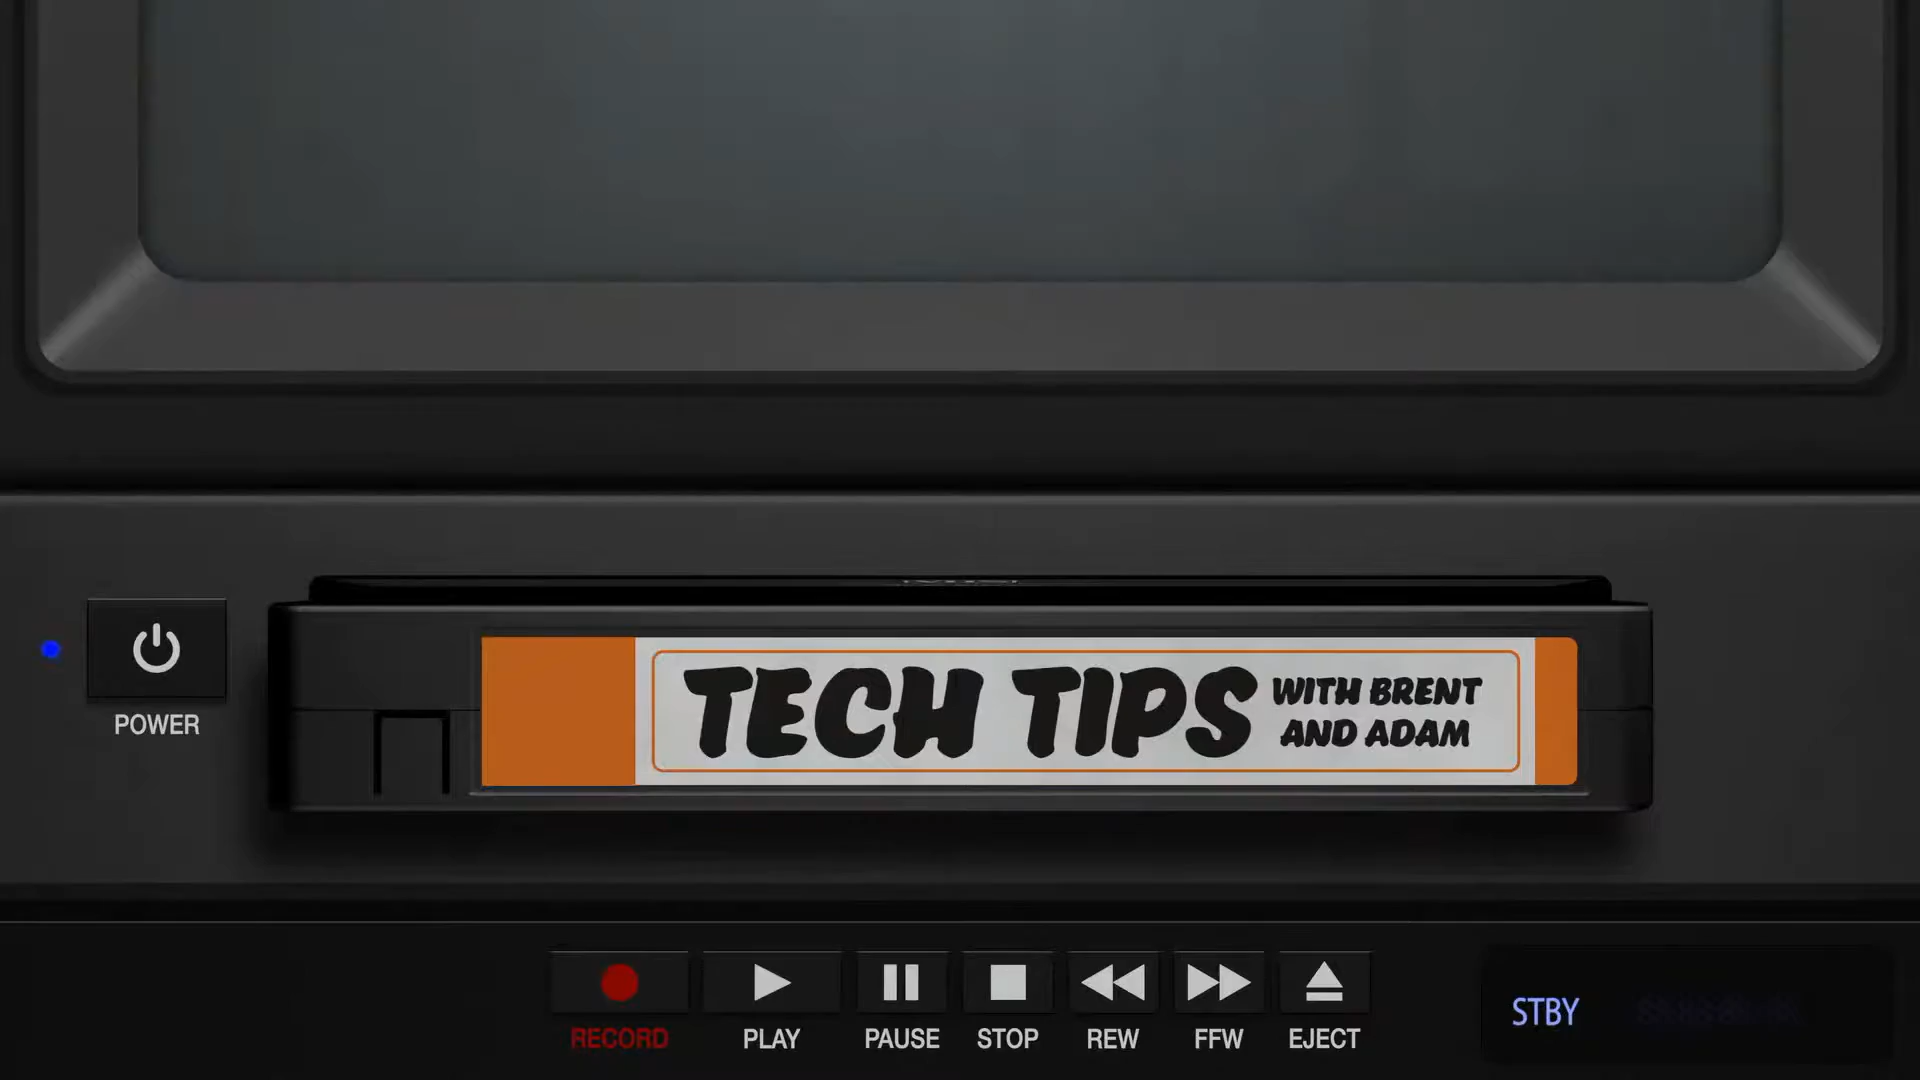 TECH TIPS
WITH BRENT
AND ADAM
POWER
RECORD
PLAY
PAUSE
STOP
REW
FFW
EJECT
STBY